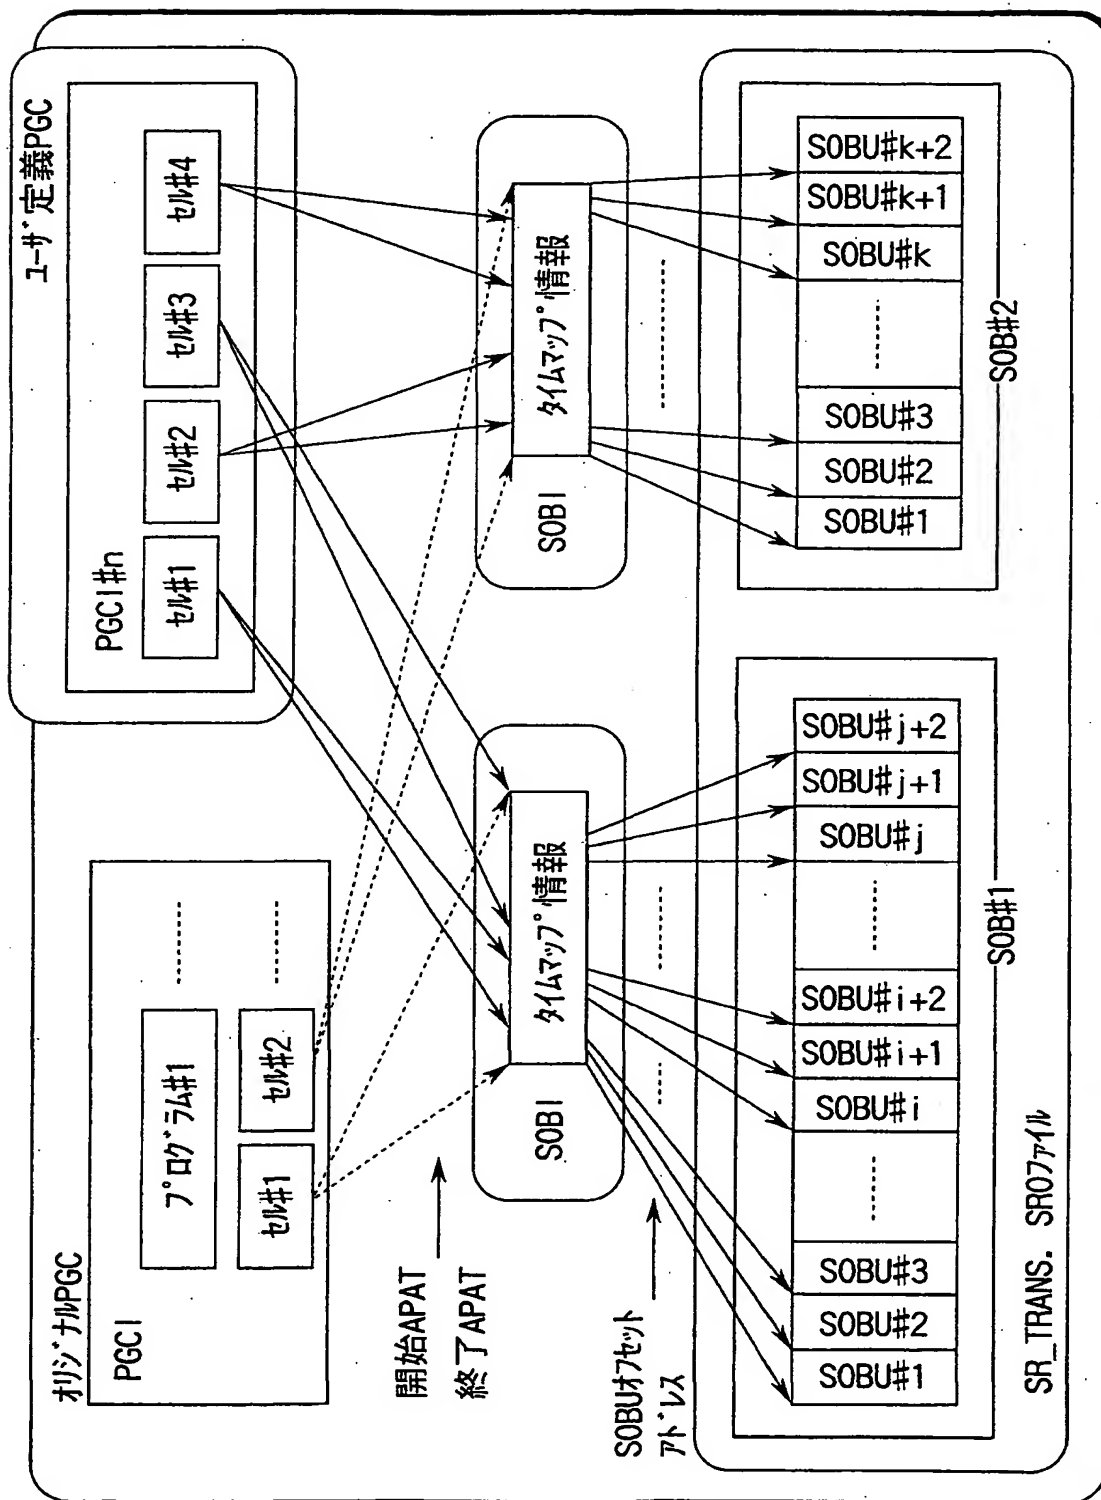 オリジナルPGC
PGCI
プログラム#1
セル#1
セル#2
ユーザ定義PGC
PGCI#n
セル#1
セル#2
セル#3
セル#4
開始APAT
終了APAT
SOBI
タイムマップ情報
SOBI
タイムマップ情報
SOBUオフセット
アドレス
SOBU#1
SOBU#2
SOBU#3
SOBU#i
SOBU#i+1
SOBU#i+2
SOBU#j
SOBU#j+1
SOBU#j+2
SOB#1
SOBU#1
SOBU#2
SOBU#3
SOBU#k
SOBU#k+1
SOBU#k+2
SOB#2
SR_TRANS. SROファイル